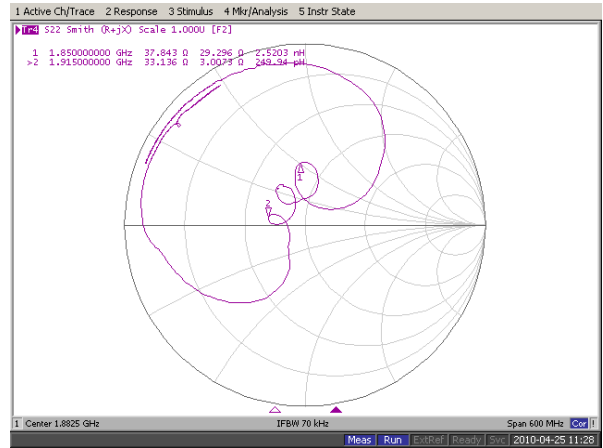 1 Active Ch/Trace 2 Response 3 Stimulus 4 Mkr/Analysis 5 Instr State
Tr4 S22 Smith (R+jX) Scale 1.000U [F2]
1 1.850000000 GHz 37.843 Ω 29.296 Ω 2.5203 nH
>2 1.915000000 GHz 33.136 Ω 3.0073 Ω 249.94 pH
1
2
1 Center 1.8825 GHz IFBW 70 kHz Span 600 MHz Cor !
Meas Run ExtRef Ready Svc 2010-04-25 11:28